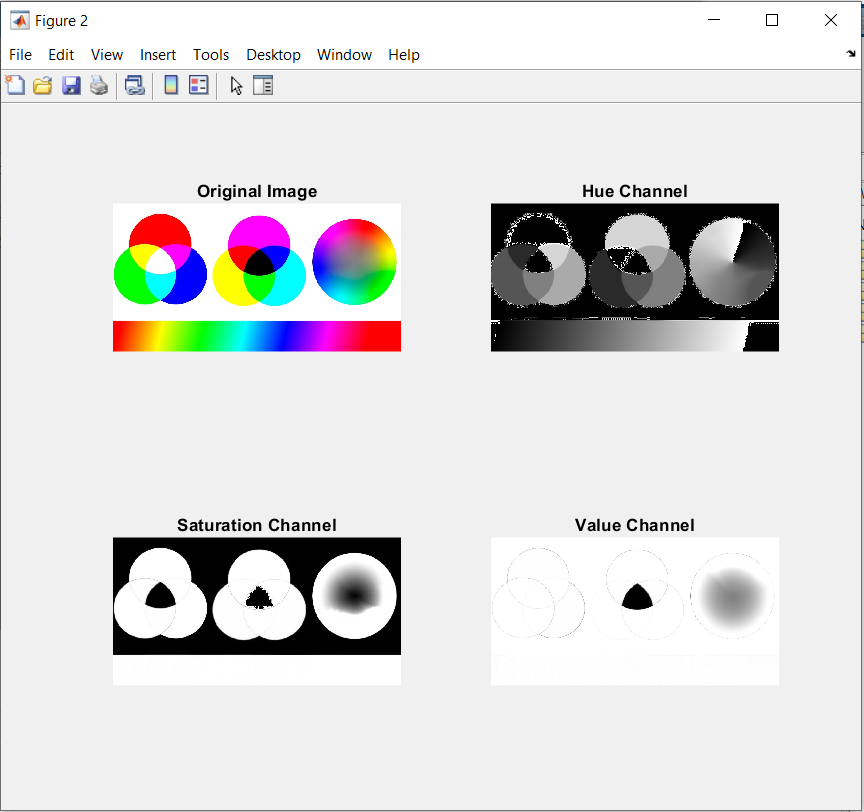 Figure 2
File Edit View Insert Tools Desktop Window Help
Original Image
Hue Channel
Saturation Channel
Value Channel